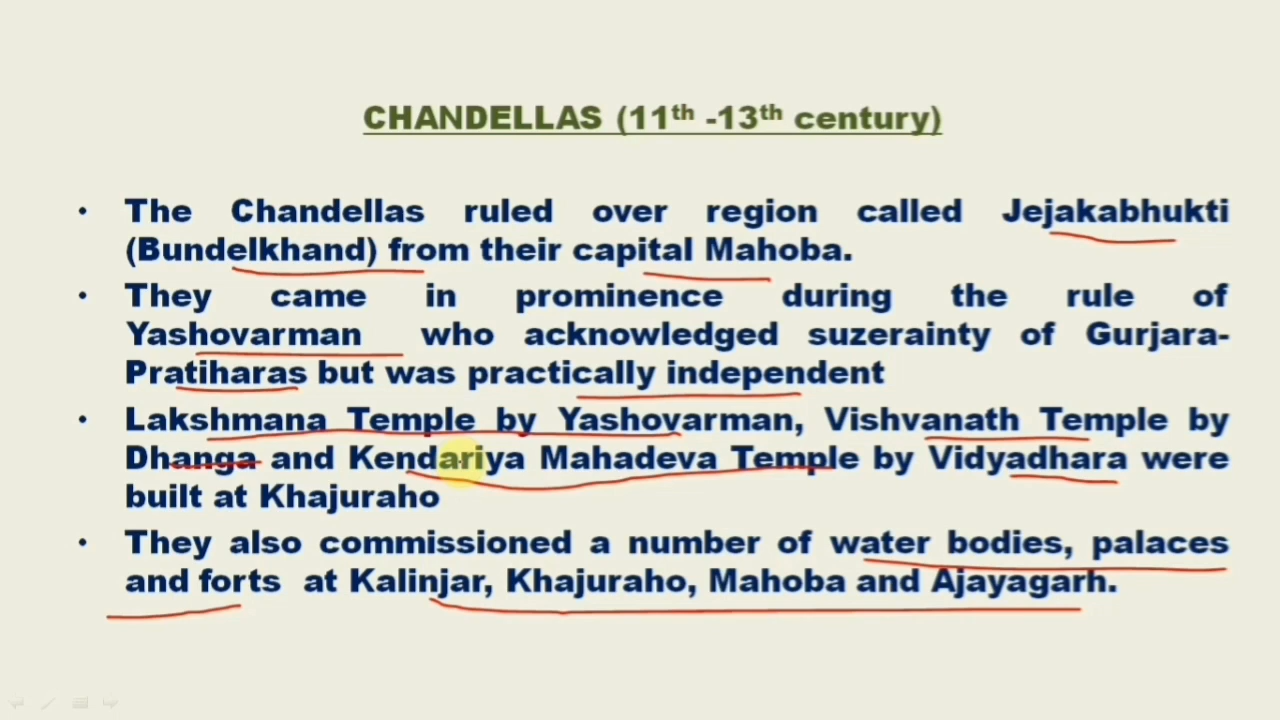 CHANDELLAS (11th -13th century)
• The Chandellas ruled over region called Jejakabhukti
(Bundelkhand) from their capital Mahoba.
• They came in prominence during the rule of
Yashovarman who acknowledged suzerainty of Gurjara-
Pratiharas but was practically independent
• Lakshmana Temple by Yashovarman, Vishvanath Temple by
Dhanga and Kendariya Mahadeva Temple by Vidyadhara were
built at Khajuraho
• They also commissioned a number of water bodies, palaces
and forts at Kalinjar, Khajuraho, Mahoba and Ajayagarh.